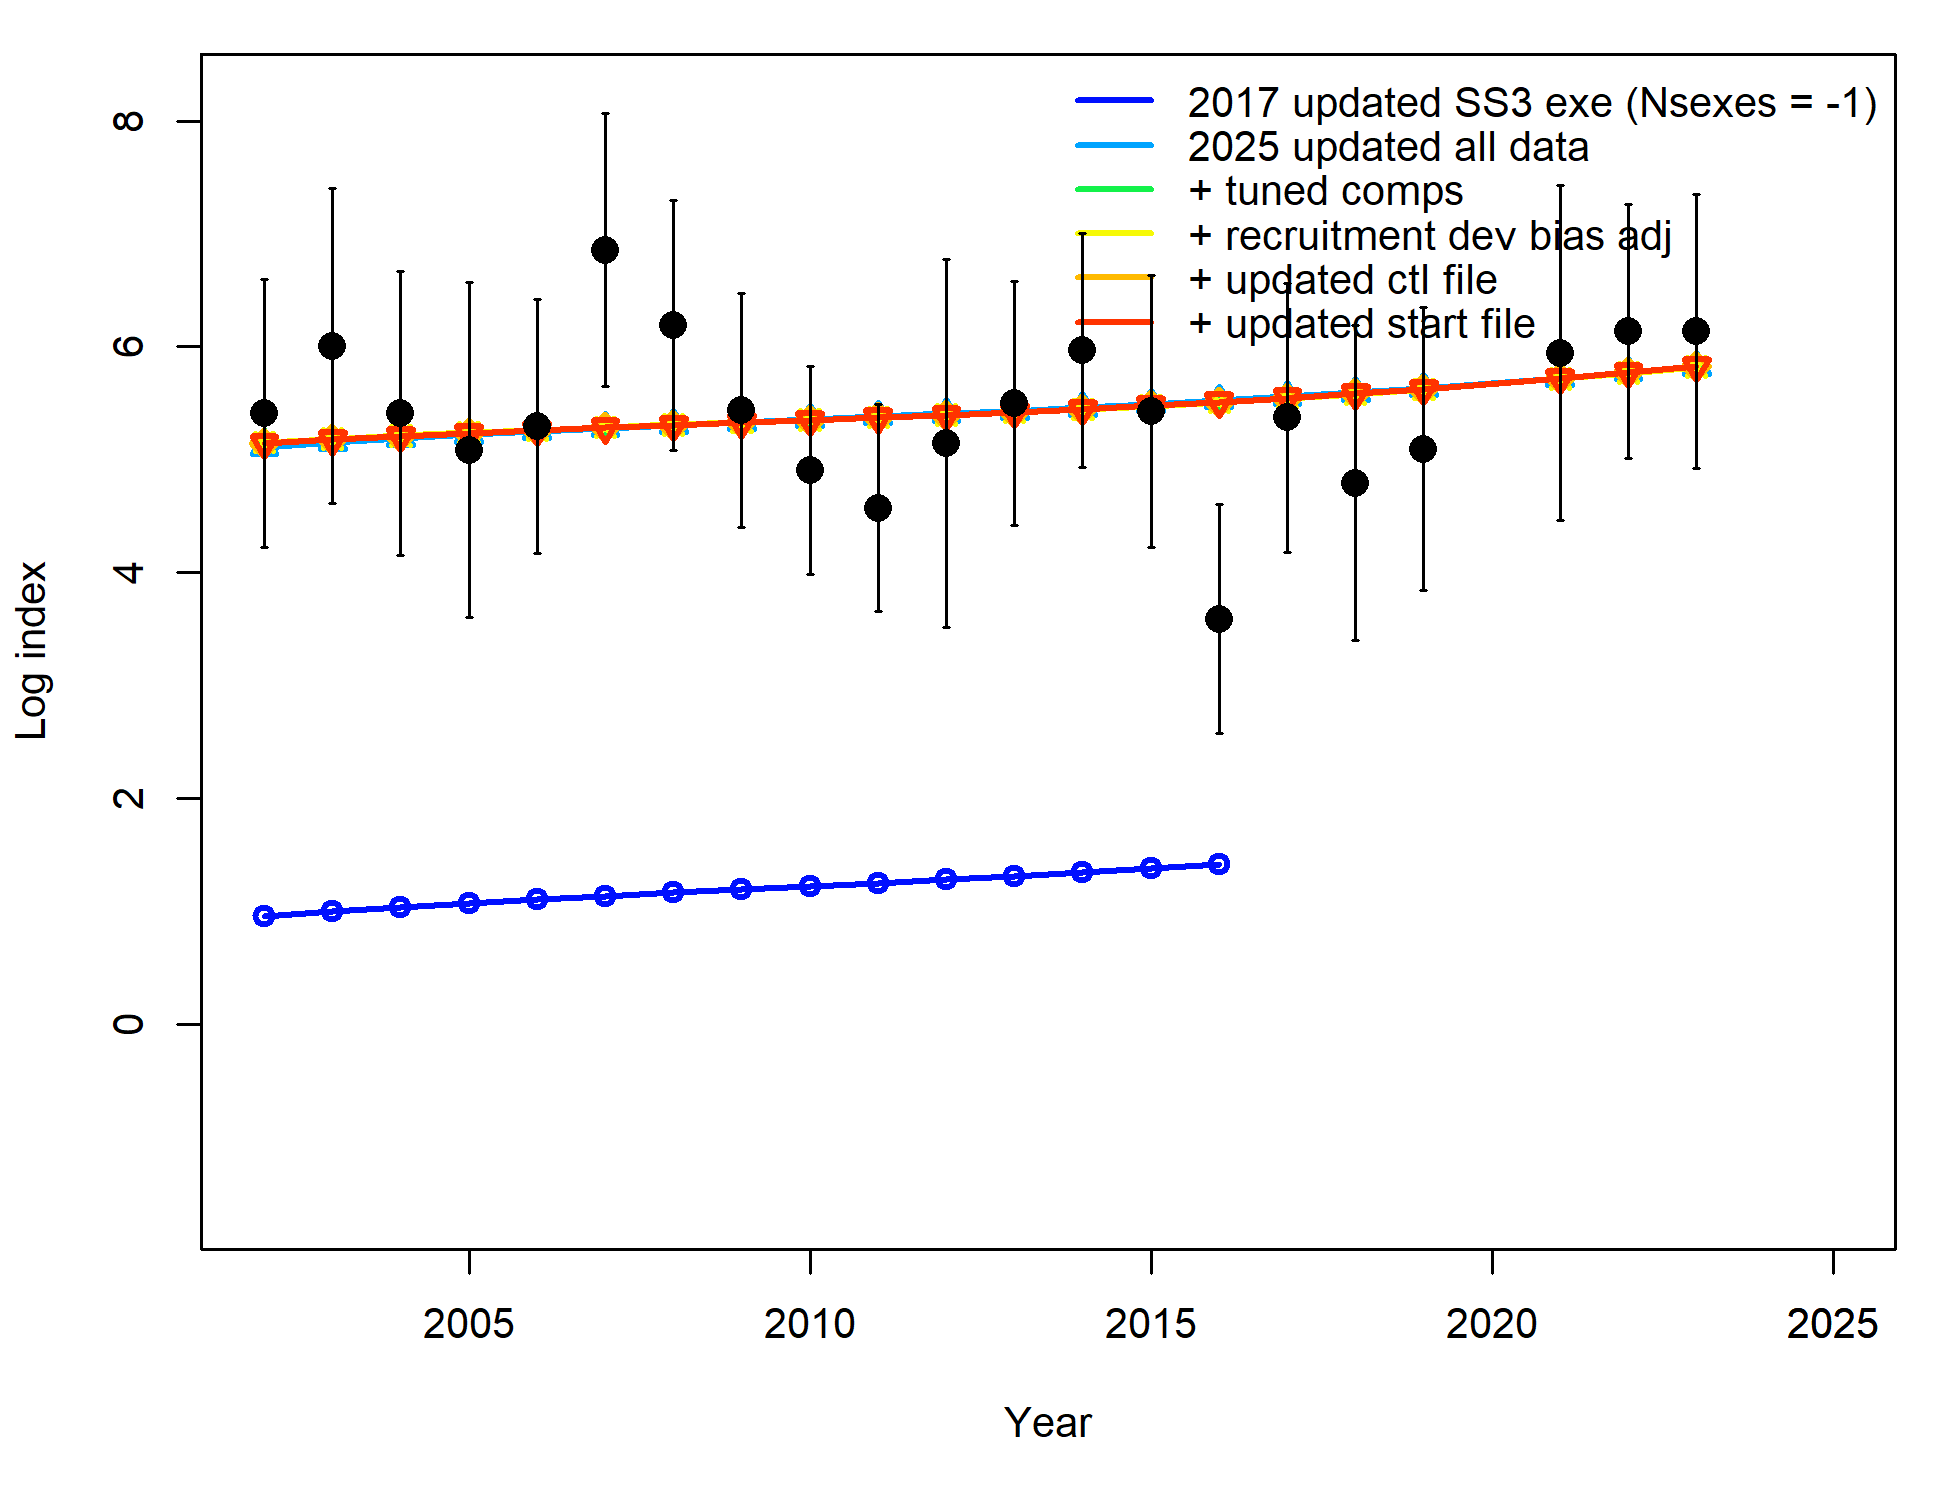 2017 updated SS3 exe (Nsexes = -1)
2025 updated all data
+ tuned comps
+ recruitment dev bias adj
+ updated ctl file
+ updated start file
8
6
4
2
0
Log index
2005 2010 2015 2020 2025
Year